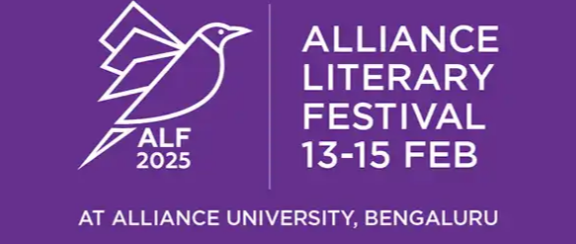 ALF
2025
ALLIANCE
LITERARY
FESTIVAL
13-15 FEB
AT ALLIANCE UNIVERSITY, BENGALURU